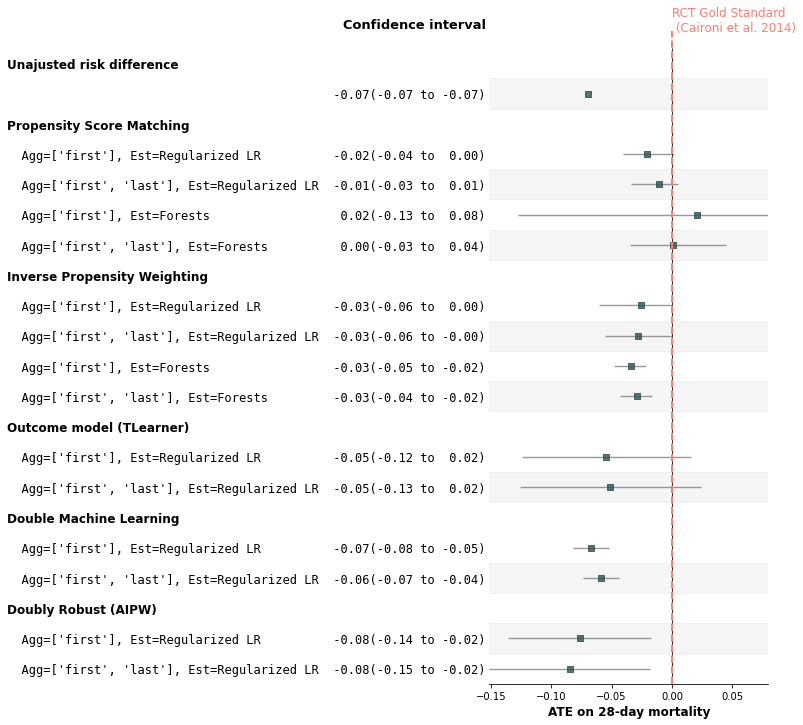 RCT Gold Standard
(Caironi et al. 2014)
Confidence interval
Unajusted risk difference
-0.07(-0.07 to -0.07)
Propensity Score Matching
Agg=['first'], Est=Regularized LR -0.02(-0.04 to 0.00)
Agg=['first', 'last'], Est=Regularized LR -0.01(-0.03 to 0.01)
Agg=['first'], Est=Forests 0.02(-0.13 to 0.08)
Agg=['first', 'last'], Est=Forests 0.00(-0.03 to 0.04)
Inverse Propensity Weighting
Agg=['first'], Est=Regularized LR -0.03(-0.06 to 0.00)
Agg=['first', 'last'], Est=Regularized LR -0.03(-0.06 to -0.00)
Agg=['first'], Est=Forests -0.03(-0.05 to -0.02)
Agg=['first', 'last'], Est=Forests -0.03(-0.04 to -0.02)
Outcome model (TLearner)
Agg=['first'], Est=Regularized LR -0.05(-0.12 to 0.02)
Agg=['first', 'last'], Est=Regularized LR -0.05(-0.13 to 0.02)
Double Machine Learning
Agg=['first'], Est=Regularized LR -0.07(-0.08 to -0.05)
Agg=['first', 'last'], Est=Regularized LR -0.06(-0.07 to -0.04)
Doubly Robust (AIPW)
Agg=['first'], Est=Regularized LR -0.08(-0.14 to -0.02)
Agg=['first', 'last'], Est=Regularized LR -0.08(-0.15 to -0.02)
−0.15 −0.10 −0.05 0.00 0.05
ATE on 28-day mortality